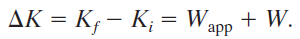 ΔK = K_f − K_i = W_app + W.